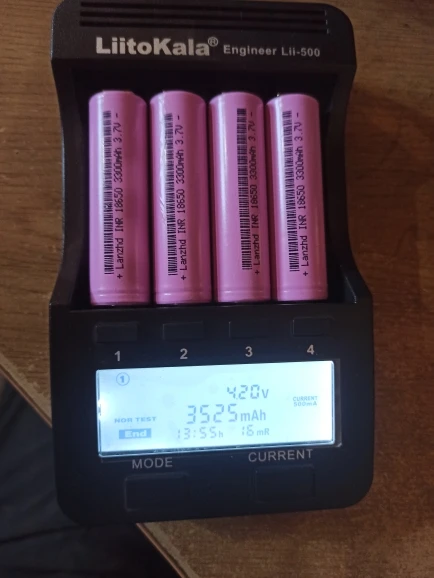 LiitoKala® Engineer Lii-500
+ Lanzhd INR 18650 3300mAh 3.7V -
+ Lanzhd INR 18650 3300mAh 3.7V -
+ Lanzhd INR 18650 3300mAh 3.7V -
+ Lanzhd INR 18650 3300mAh 3.7V -
1 2 3 4
1
4.20v
CURRENT
500mA
3525mAh
NOR TEST
End
13:55h 16mR
MODE CURRENT